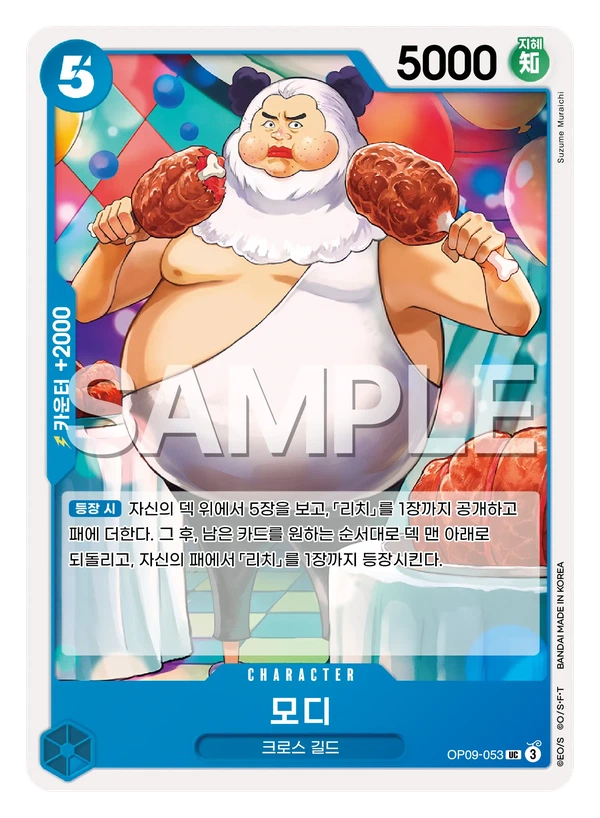 5
5000
지혜
知
Suzume Muraichi
카운터 +2000
SAMPLE
등장 시 자신의 덱 위에서 5장을 보고, 「리치」를 1장까지 공개하고
패에 더한다. 그 후, 남은 카드를 원하는 순서대로 덱 맨 아래로
되돌리고, 자신의 패에서 「리치」를 1장까지 등장시킨다.
CHARACTER
모디
크로스 길드
OP09-053 UC 3
©EO/S ©O/S·F·T BANDAI MADE IN KOREA